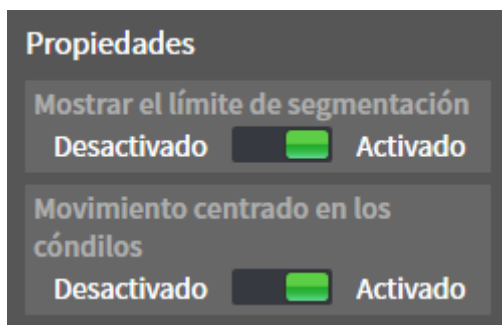 Propiedades
Mostrar el límite de segmentación
Desactivado Activado
Movimiento centrado en los
cóndilos
Desactivado Activado